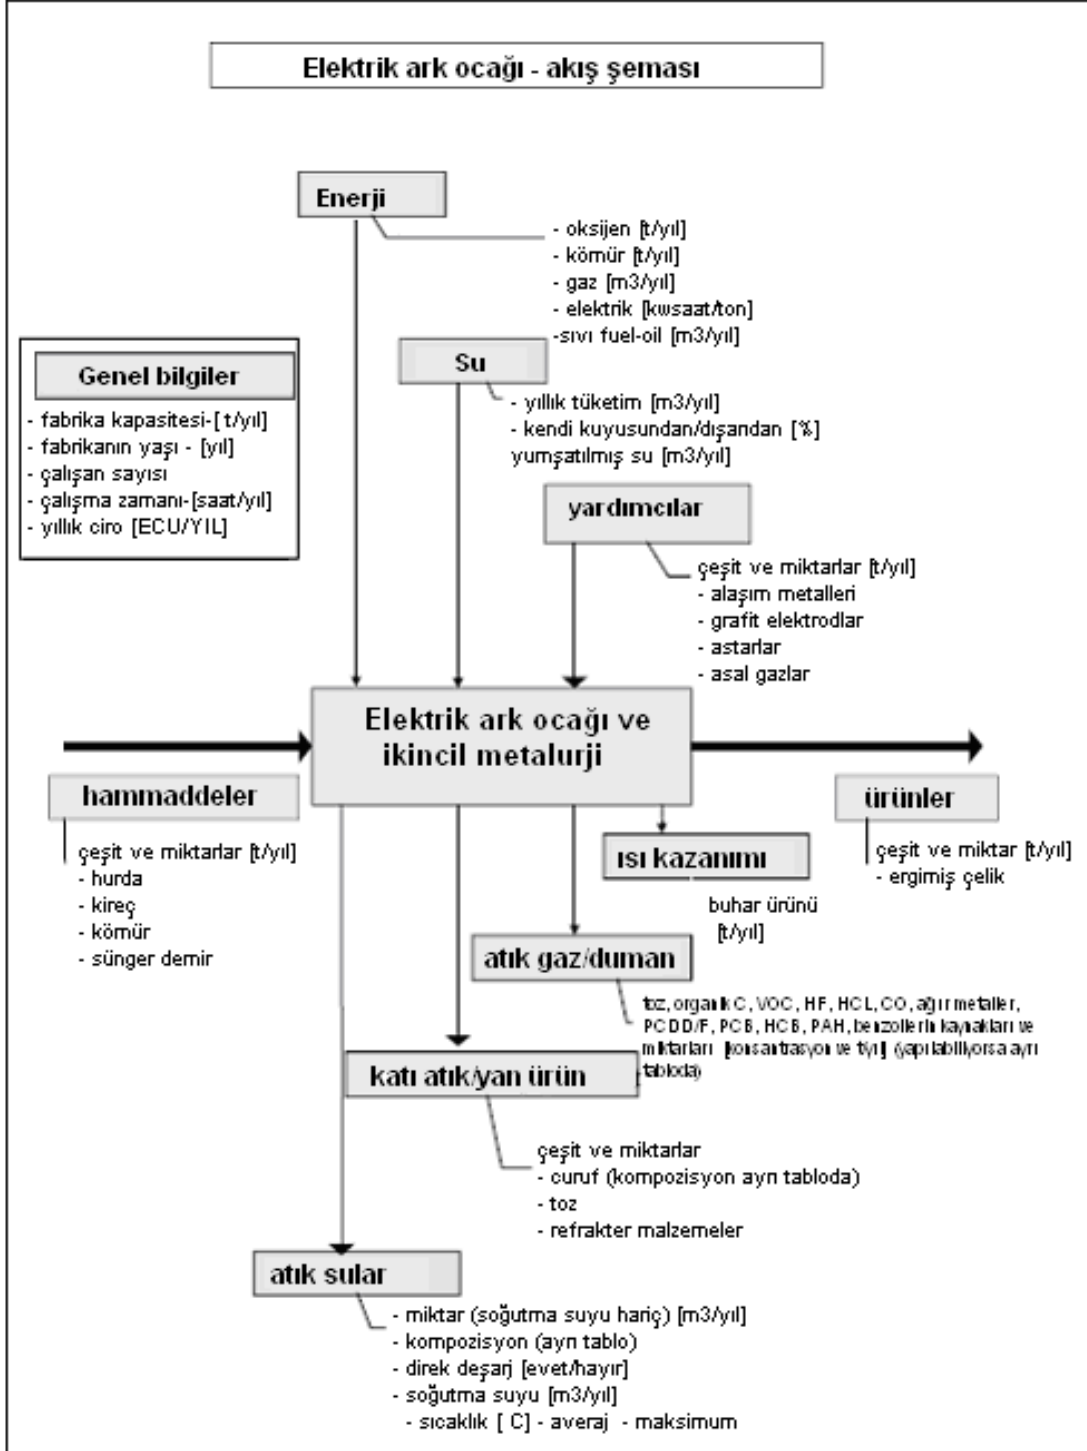 Elektrik ark ocağı - akış şeması
Enerji
- oksijen [t/yıl]
- kömür [t/yıl]
- gaz [m3/yıl]
- elektrik [kwsaat/ton]
-sıvı fuel-oil [m3/yıl]
Genel bilgiler
- fabrika kapasitesi-[ t/yıl]
- fabrikanın yaşı - [yıl]
- çalışan sayısı
- çalışma zamanı-[saat/yıl]
- yıllık ciro [ECU/YIL]
Su
- yıllık tüketim [m3/yıl]
- kendi kuyusundan/dışarıdan [%]
yumşatılmış su [m3/yıl]
yardımcılar
çeşit ve miktarlar [t/yıl]
- alaşım metalleri
- grafit elektrodlar
- astarlar
- asal gazlar
Elektrik ark ocağı ve
ikincil metalurji
hammaddeler
çeşit ve miktarlar [t/yıl]
- hurda
- kireç
- kömür
- sünger demir
ürünler
çeşit ve miktar [t/yıl]
- ergimiş çelik
ısı kazanımı
buhar ürünü
[t/yıl]
atık gaz/duman
toz, organik C, VOC, HF, HCL, CO, ağır metaller,
PCDD/F, PCB, HCB, PAH, benzollerin kaynakları ve
miktarları [konsantrasyon ve t/yıl] (yapılabiliyorsa ayrı
tabloda)
katı atık/yan ürün
çeşit ve miktarlar
- curuf (kompozisyon ayrı tabloda)
- toz
- refrakter malzemeler
atık sular
- miktar (soğutma suyu hariç) [m3/yıl]
- kompozisyon (ayrı tablo)
- direk deşarj [evet/hayır]
- soğutma suyu [m3/yıl]
- sıcaklık [ C] - averaj - maksimum